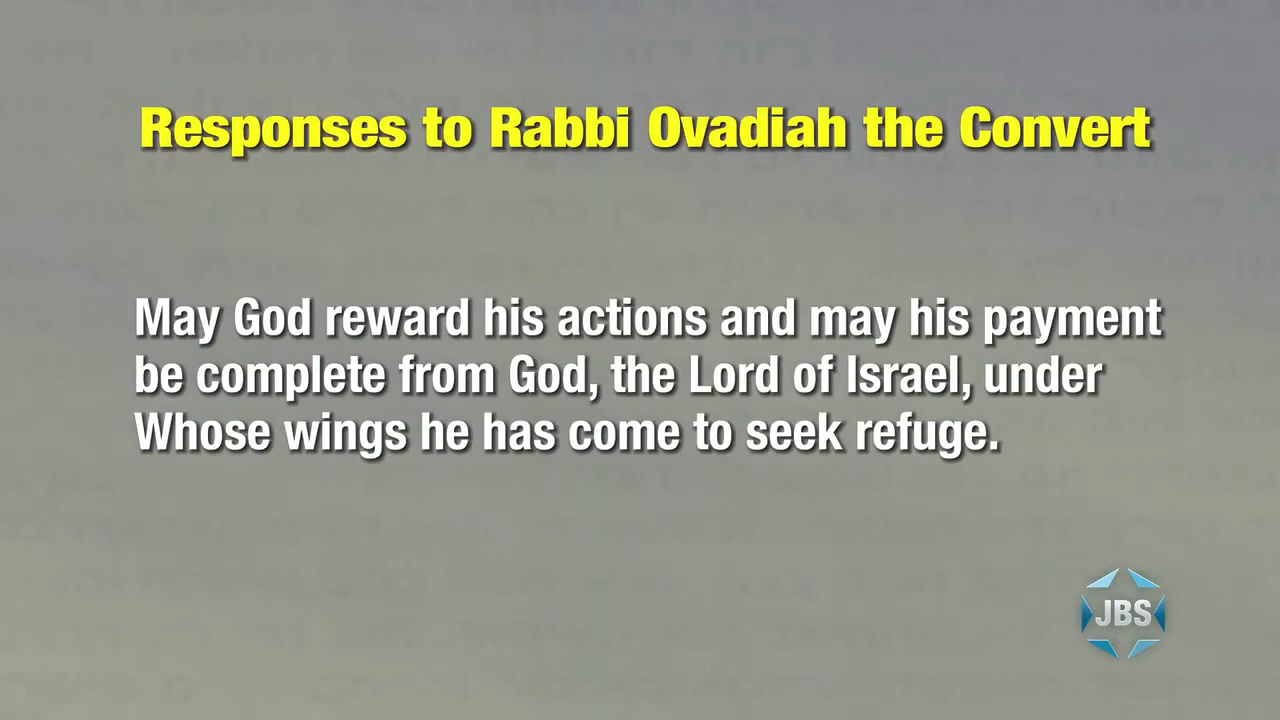 Responses to Rabbi Ovadiah the Convert
May God reward his actions and may his payment
be complete from God, the Lord of Israel, under
Whose wings he has come to seek refuge.
JBS